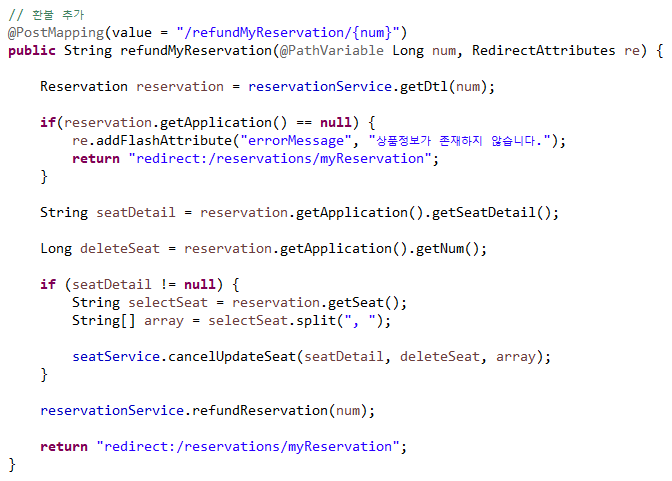 // 환불 추가
@PostMapping(value = "/refundMyReservation/{num}")
public String refundMyReservation(@PathVariable Long num, RedirectAttributes re) {
Reservation reservation = reservationService.getDtl(num);
if(reservation.getApplication() == null) {
re.addFlashAttribute("errorMessage", "상품정보가 존재하지 않습니다.");
return "redirect:/reservations/myReservation";
}
String seatDetail = reservation.getApplication().getSeatDetail();
Long deleteSeat = reservation.getApplication().getNum();
if (seatDetail != null) {
String selectSeat = reservation.getSeat();
String[] array = selectSeat.split(", ");
seatService.cancelUpdateSeat(seatDetail, deleteSeat, array);
}
reservationService.refundReservation(num);
return "redirect:/reservations/myReservation";
}